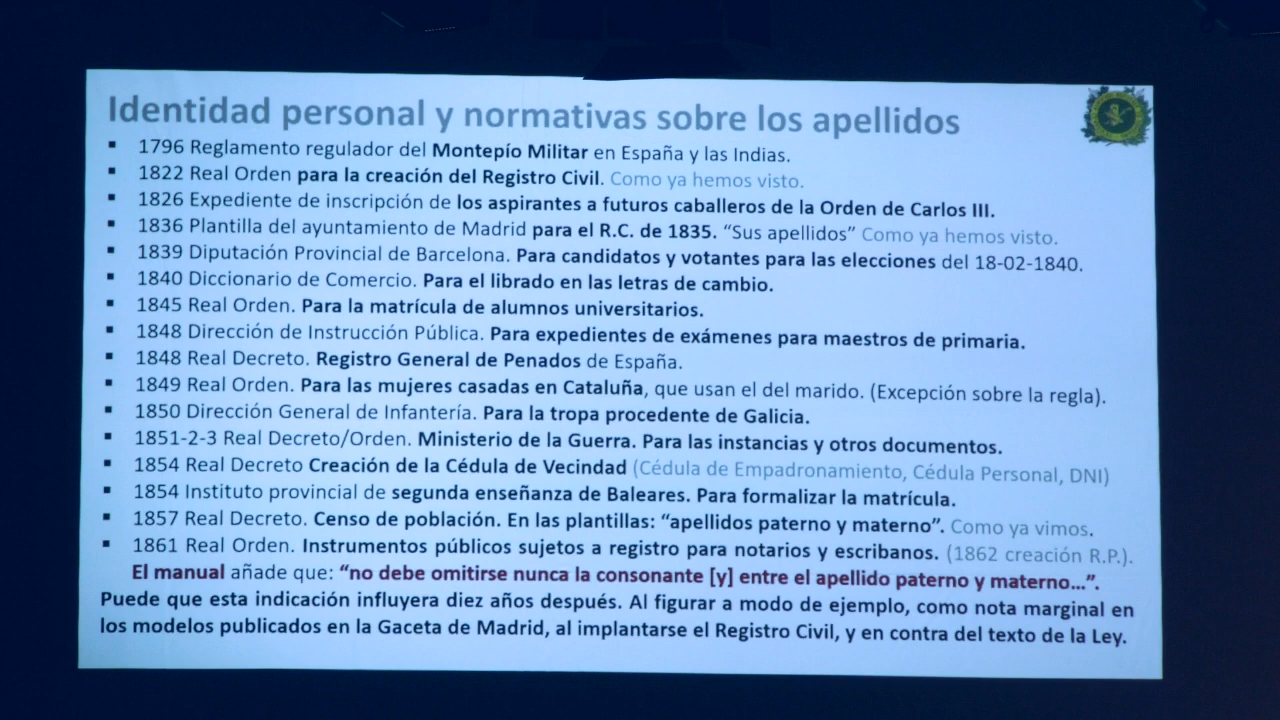 Identidad personal y normativas sobre los apellidos
▪ 1796 Reglamento regulador del Montepío Militar en España y las Indias.
▪ 1822 Real Orden para la creación del Registro Civil. Como ya hemos visto.
▪ 1826 Expediente de inscripción de los aspirantes a futuros caballeros de la Orden de Carlos III.
▪ 1836 Plantilla del ayuntamiento de Madrid para el R.C. de 1835. “Sus apellidos” Como ya hemos visto.
▪ 1839 Diputación Provincial de Barcelona. Para candidatos y votantes para las elecciones del 18-02-1840.
▪ 1840 Diccionario de Comercio. Para el librado en las letras de cambio.
▪ 1845 Real Orden. Para la matrícula de alumnos universitarios.
▪ 1848 Dirección de Instrucción Pública. Para expedientes de exámenes para maestros de primaria.
▪ 1848 Real Decreto. Registro General de Penados de España.
▪ 1849 Real Orden. Para las mujeres casadas en Cataluña, que usan el del marido. (Excepción sobre la regla).
▪ 1850 Dirección General de Infantería. Para la tropa procedente de Galicia.
▪ 1851-2-3 Real Decreto/Orden. Ministerio de la Guerra. Para las instancias y otros documentos.
▪ 1854 Real Decreto Creación de la Cédula de Vecindad (Cédula de Empadronamiento, Cédula Personal, DNI)
▪ 1854 Instituto provincial de segunda enseñanza de Baleares. Para formalizar la matrícula.
▪ 1857 Real Decreto. Censo de población. En las plantillas: “apellidos paterno y materno”. Como ya vimos.
▪ 1861 Real Orden. Instrumentos públicos sujetos a registro para notarios y escribanos. (1862 creación R.P.).
El manual añade que: “no debe omitirse nunca la consonante [y] entre el apellido paterno y materno...”.
Puede que esta indicación influyera diez años después. Al figurar a modo de ejemplo, como nota marginal en
los modelos publicados en la Gaceta de Madrid, al implantarse el Registro Civil, y en contra del texto de la Ley.